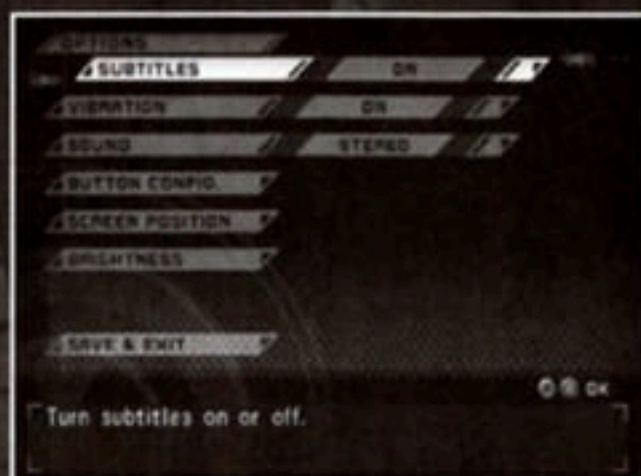 OPTIONS
SUBTITLES ON
VIBRATION ON
SOUND STEREO
BUTTON CONFIG.
SCREEN POSITION
BRIGHTNESS
SAVE & EXIT
OK
Turn subtitles on or off.